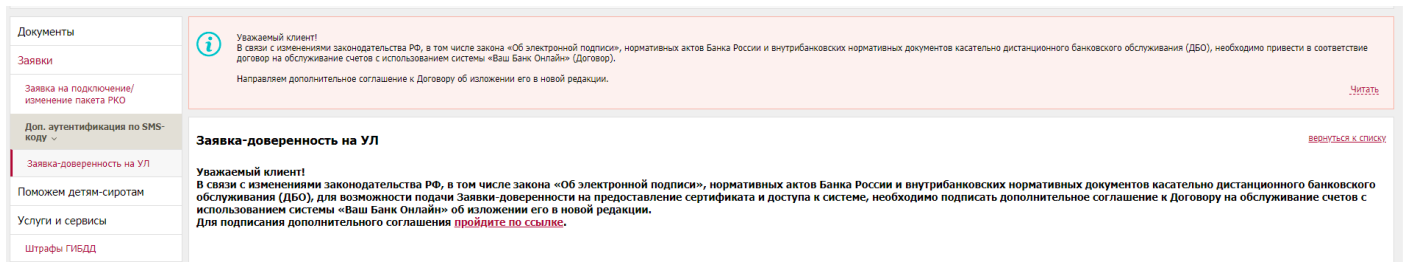 Документы
Заявки
Заявка на подключение/
изменение пакета РКО
Доп. аутентификация по SMS-
коду
Заявка-доверенность на УЛ
Поможем детям-сиротам
Услуги и сервисы
Штрафы ГИБДД
Уважаемый клиент!
В связи с изменениями законодательства РФ, в том числе закона «Об электронной подписи», нормативных актов Банка России и внутрибанковских нормативных документов касательно дистанционного банковского обслуживания (ДБО), необходимо привести в соответствие
договор на обслуживание счетов с использованием системы «Ваш Банк Онлайн» (Договор).
Направляем дополнительное соглашение к Договору об изложении его в новой редакции.
Читать
Заявка-доверенность на УЛ
вернуться к списку
Уважаемый клиент!
В связи с изменениями законодательства РФ, в том числе закона «Об электронной подписи», нормативных актов Банка России и внутрибанковских нормативных документов касательно дистанционного банковского
обслуживания (ДБО), для возможности подачи Заявки-доверенности на предоставление сертификата и доступа к системе, необходимо подписать дополнительное соглашение к Договору на обслуживание счетов с
использованием системы «Ваш Банк Онлайн» об изложении его в новой редакции.
Для подписания дополнительного соглашения пройдите по ссылке.